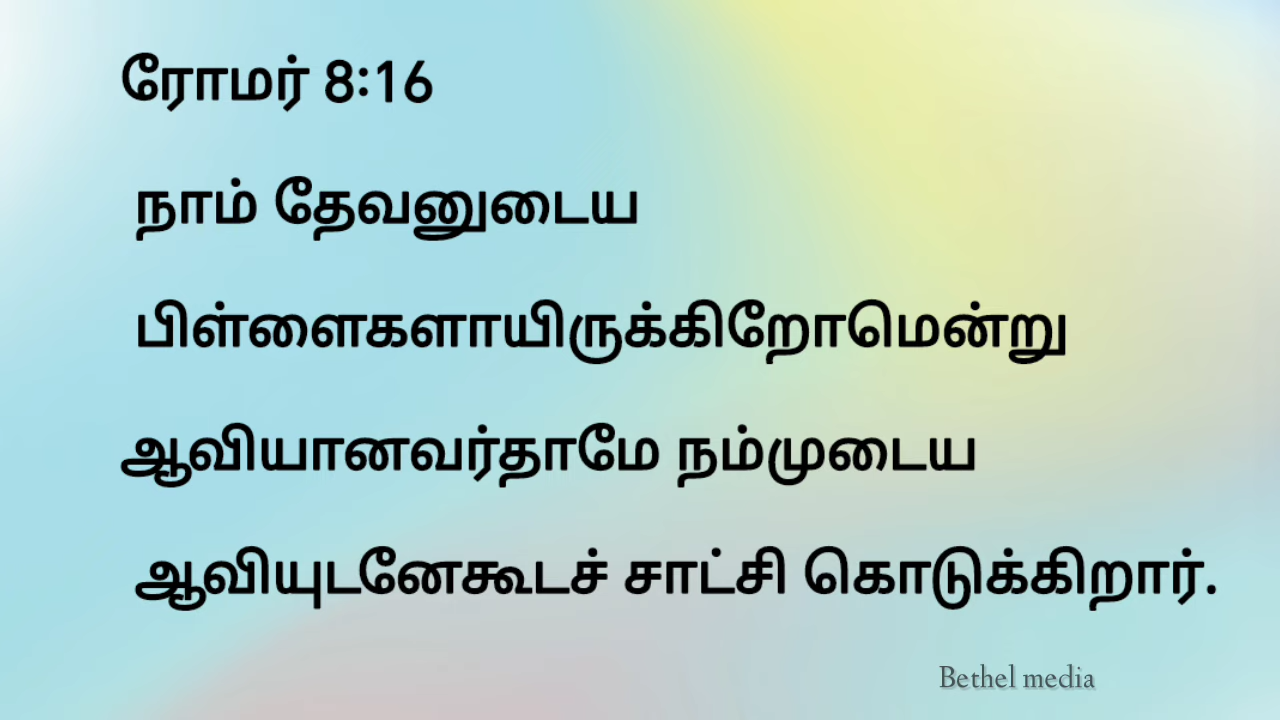 ரோமர் 8:16
நாம் தேவனுடைய
பிள்ளைகளாயிருக்கிறோமென்று
ஆவியானவர்தாமே நம்முடைய
ஆவியுடனேகூடச் சாட்சி கொடுக்கிறார்.
Bethel media